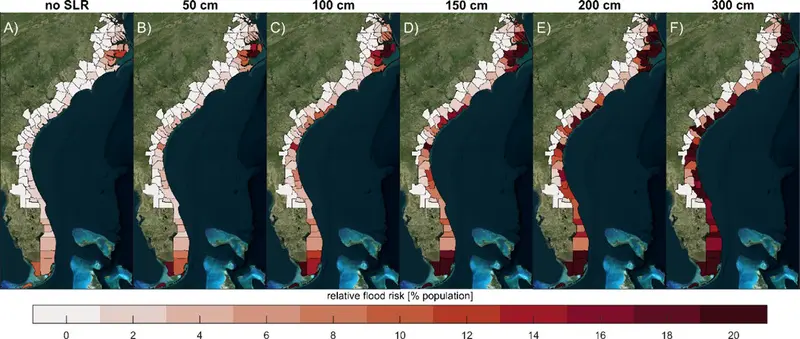 no SLR 50 cm 100 cm 150 cm 200 cm 300 cm
A) B) C) D) E) F)
relative flood risk [% population]
0 2 4 6 8 10 12 14 16 18 20